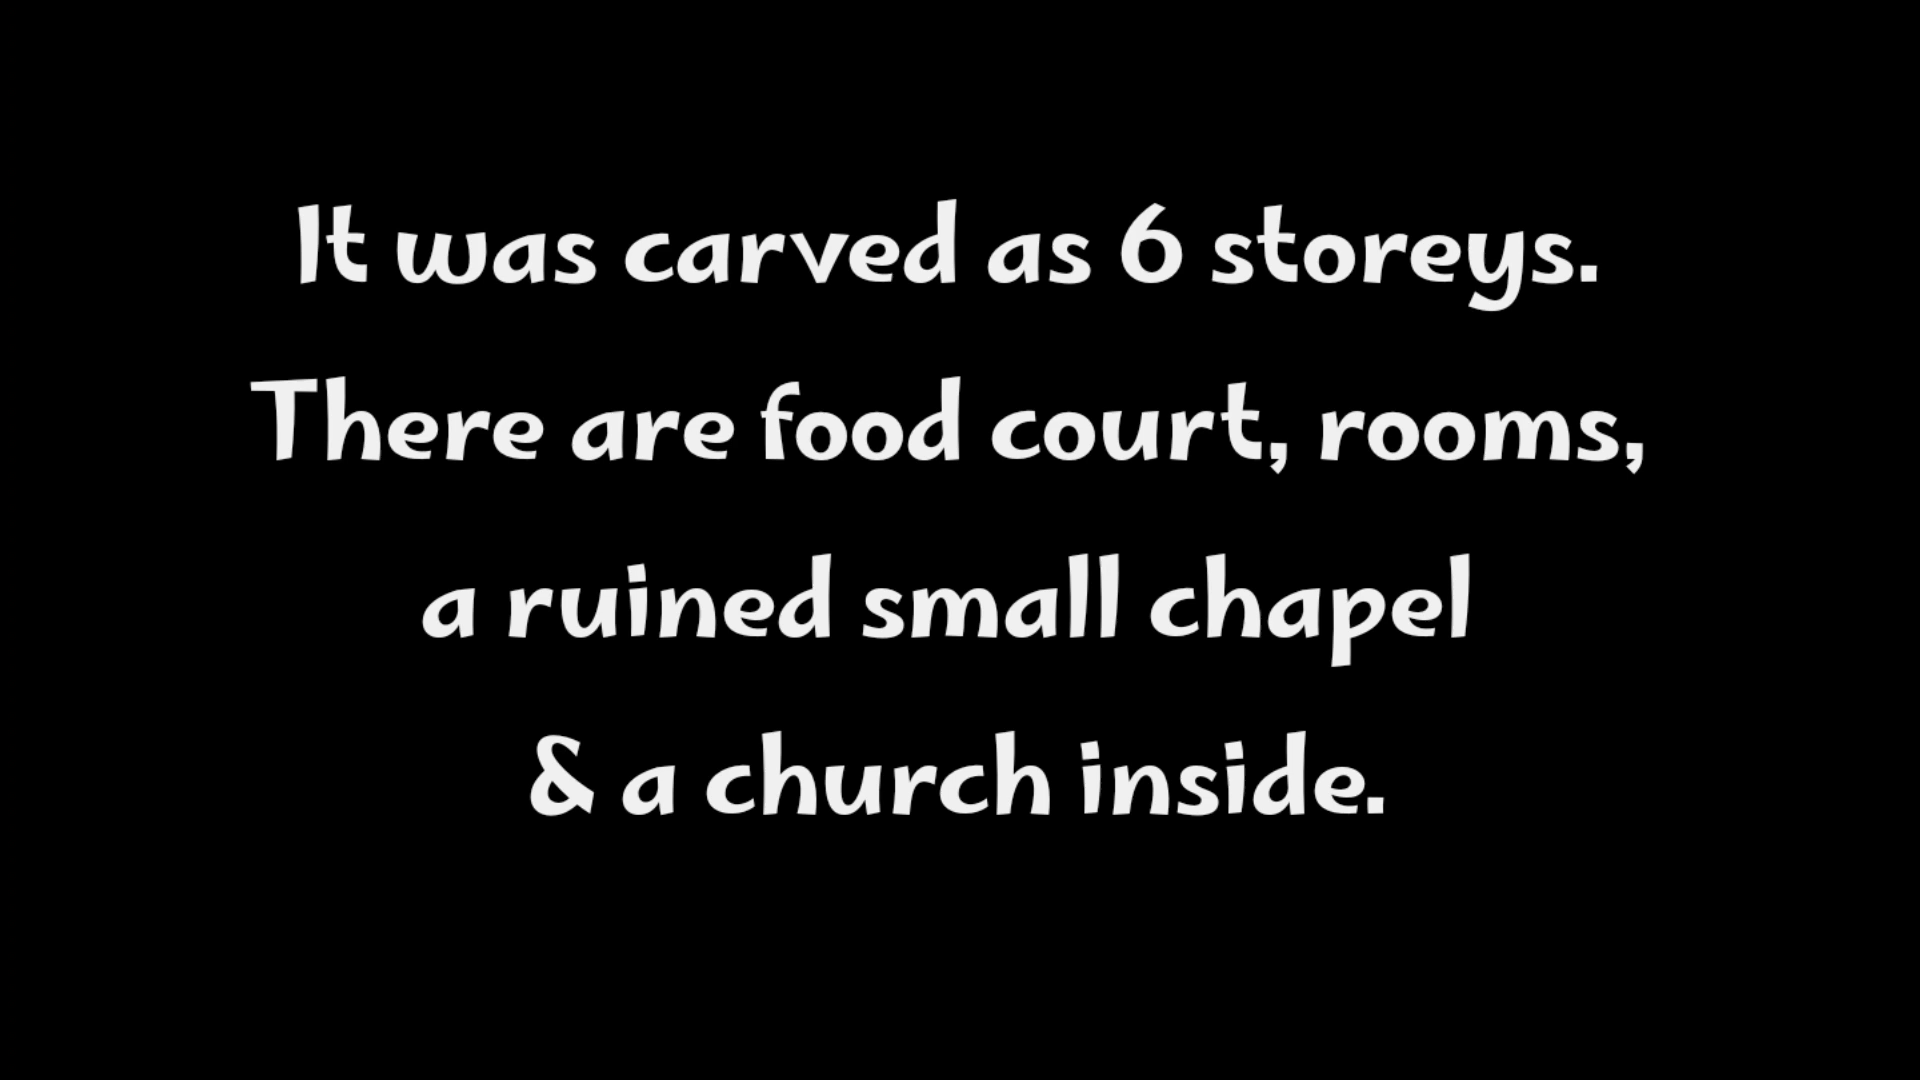 It was carved as 6 storeys.
There are food court, rooms,
a ruined small chapel
& a church inside.